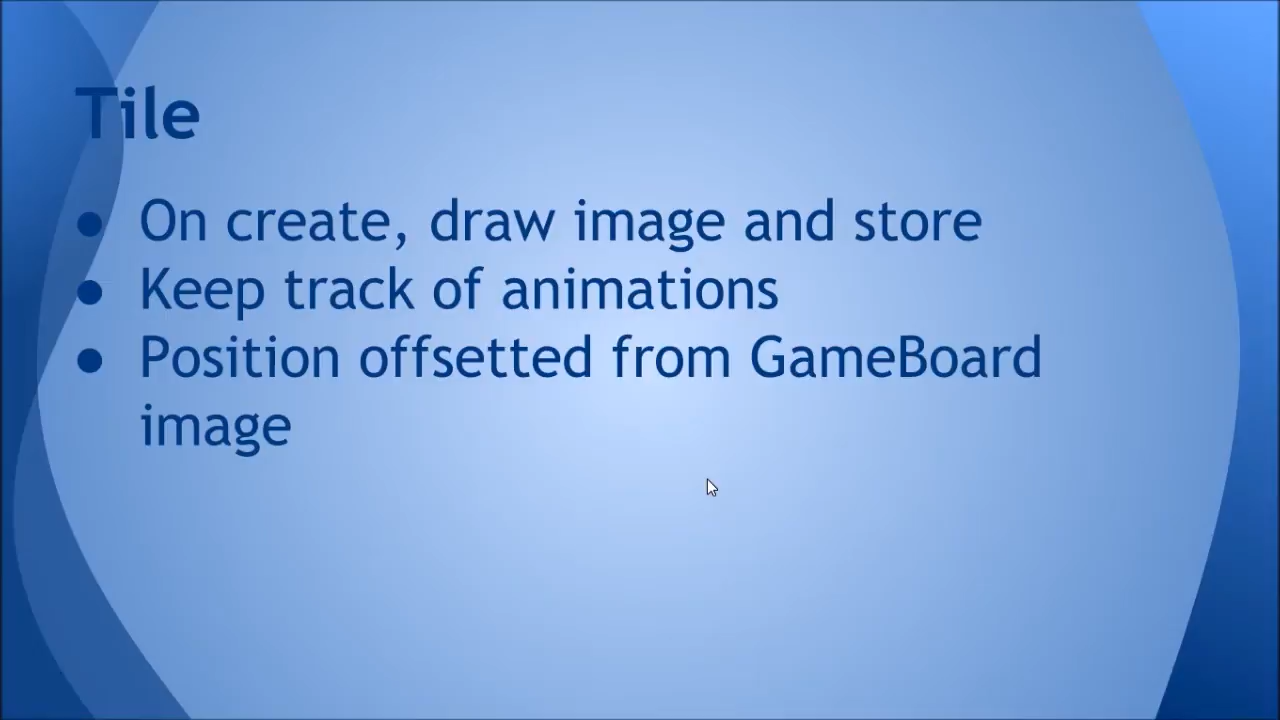 Tile
● On create, draw image and store
● Keep track of animations
● Position offsetted from GameBoard
image